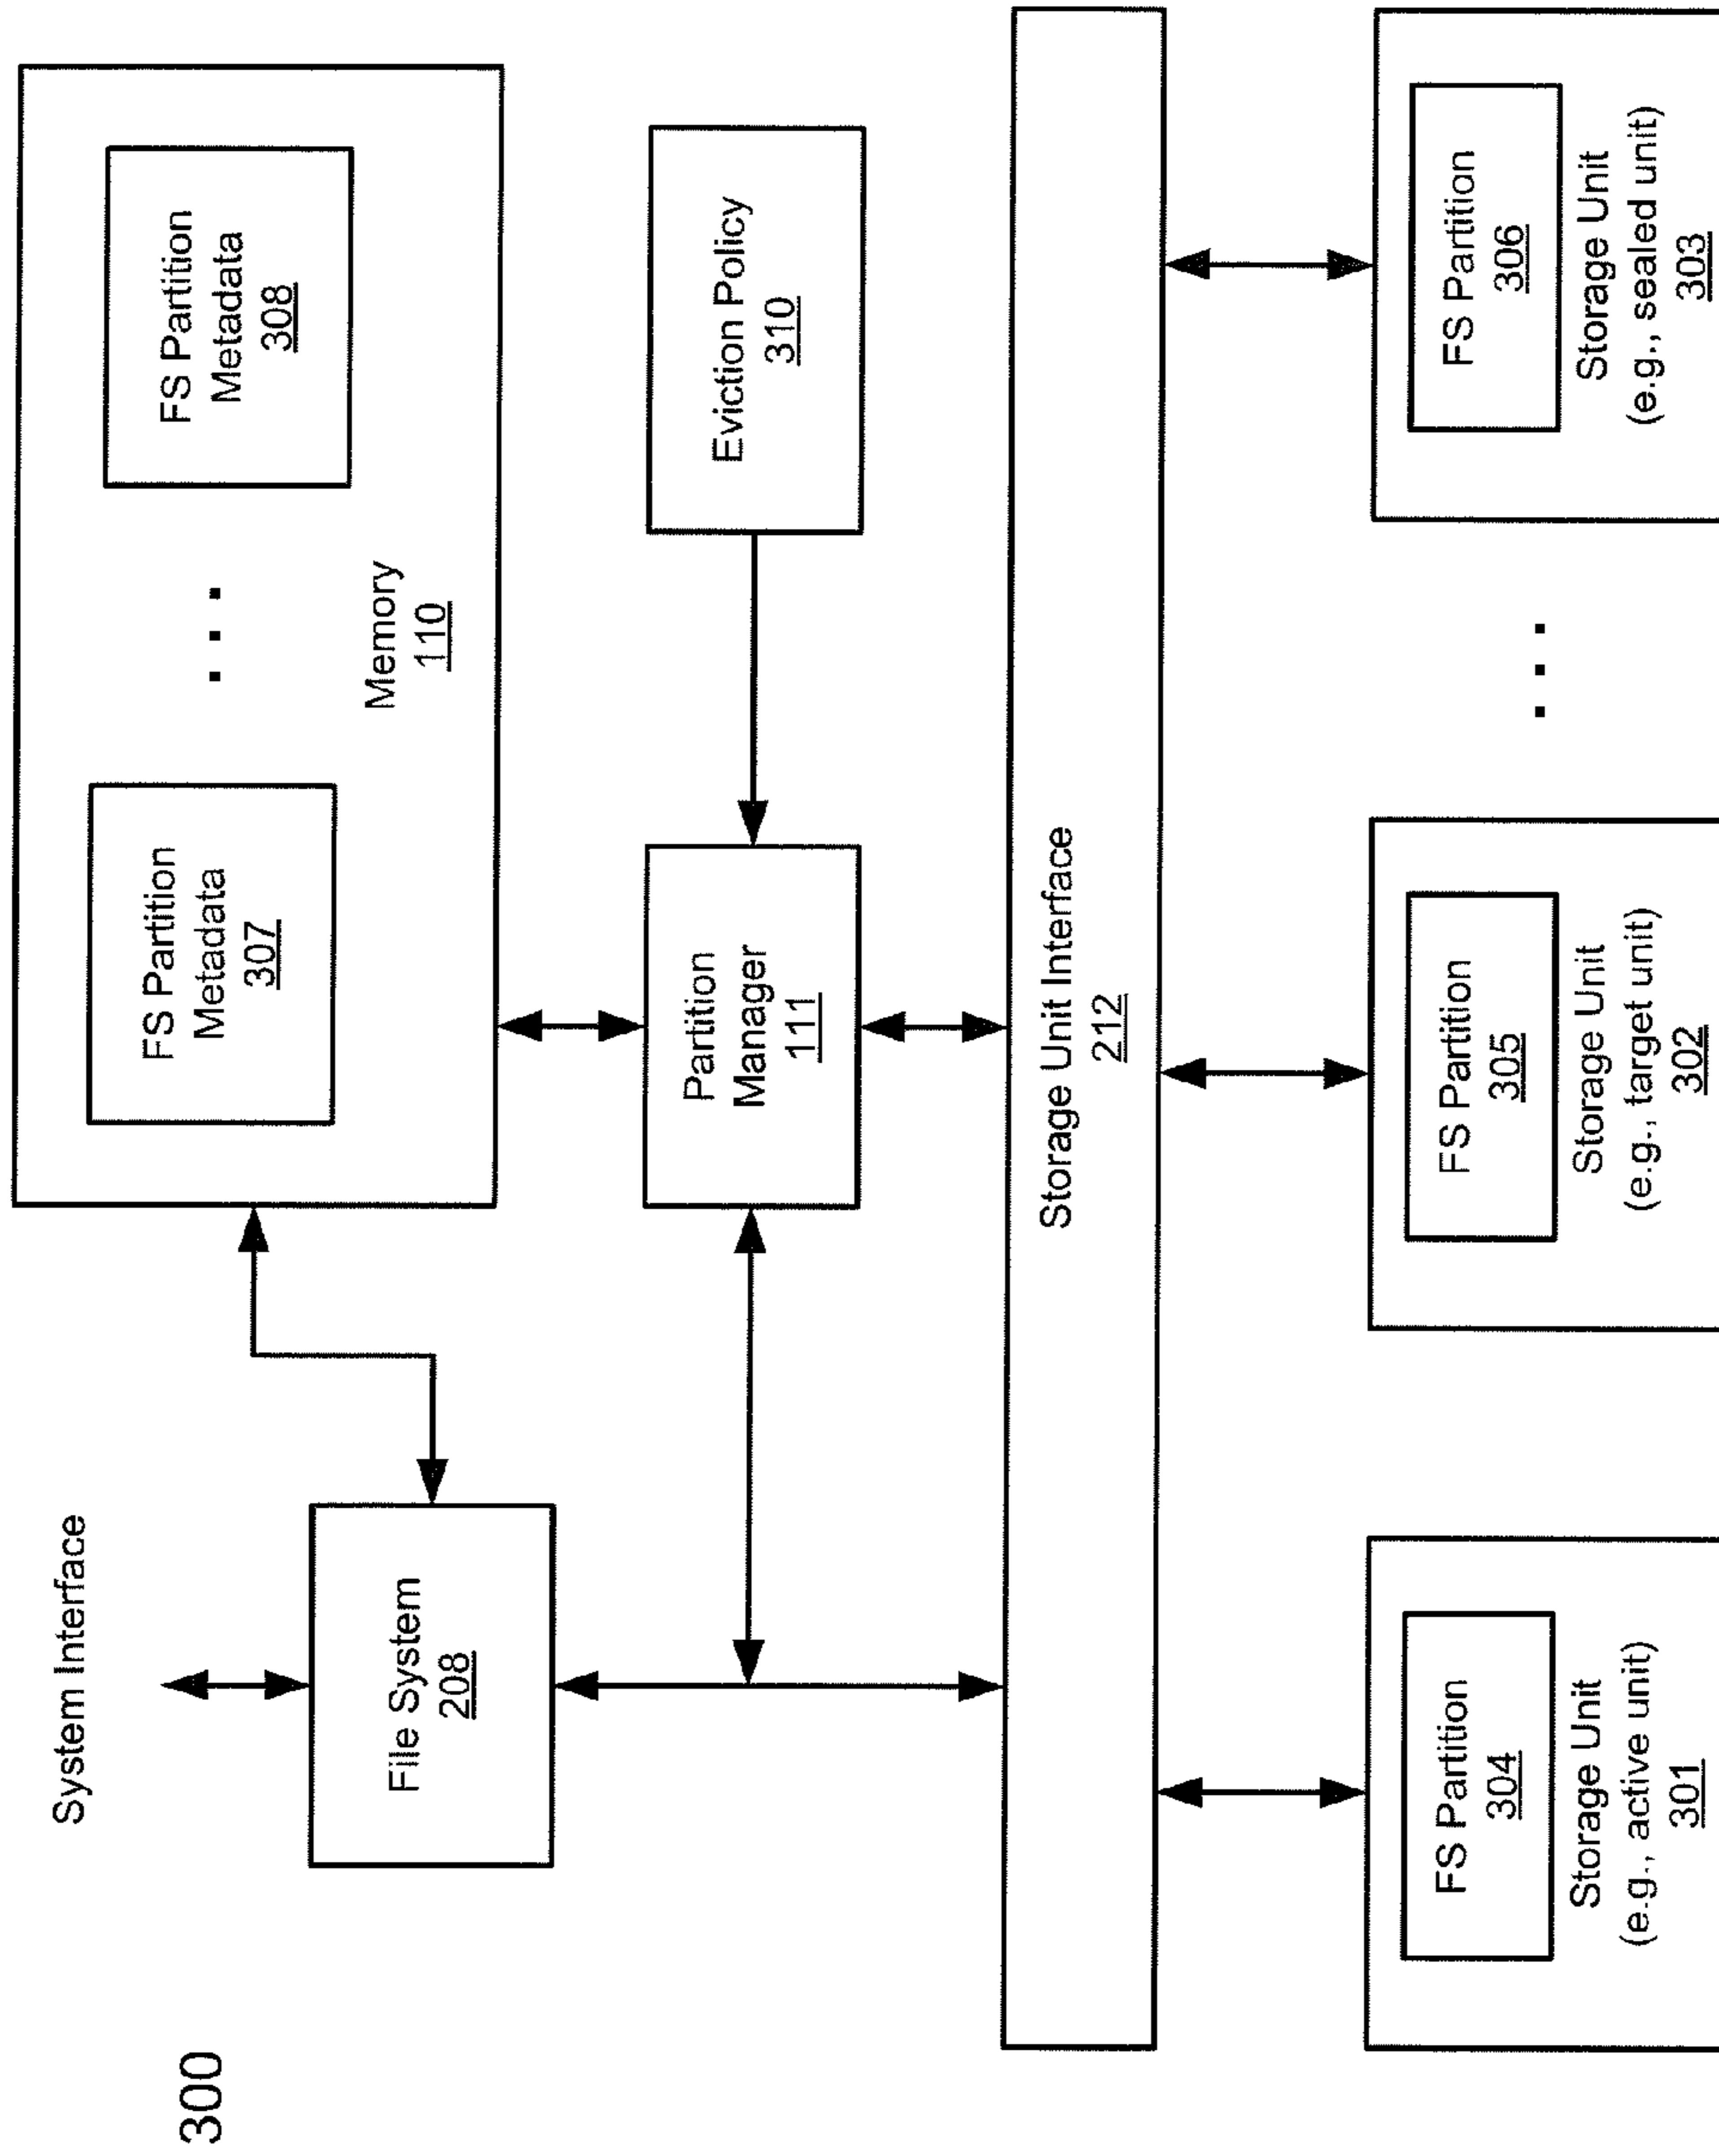 300
System Interface
File System
208
FS Partition
Metadata
307
. . .
FS Partition
Metadata
308
Memory
110
Partition
Manager
111
Eviction Policy
310
Storage Unit Interface
212
FS Partition
304
Storage Unit
(e.g., active unit)
301
FS Partition
305
Storage Unit
(e.g., target unit)
302
. . .
FS Partition
306
Storage Unit
(e.g., sealed unit)
303